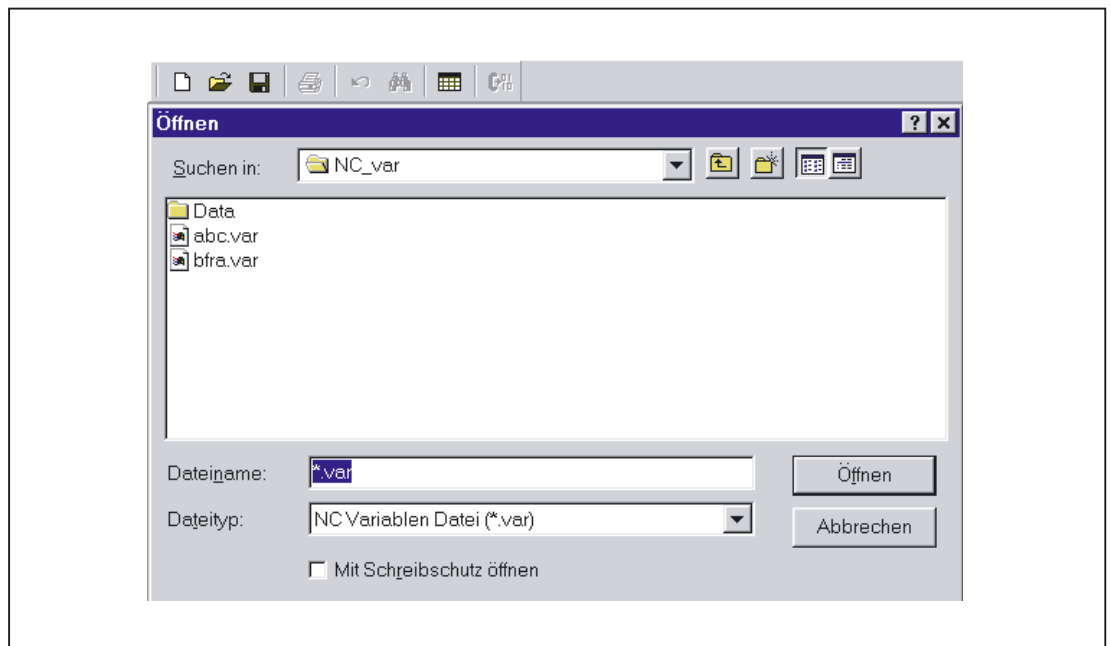 Öffnen
Suchen in: NC_var
Data
abc.var
bfra.var
Dateiname: *.var Öffnen
Dateityp: NC Variablen Datei (*.var) Abbrechen
Mit Schreibschutz öffnen